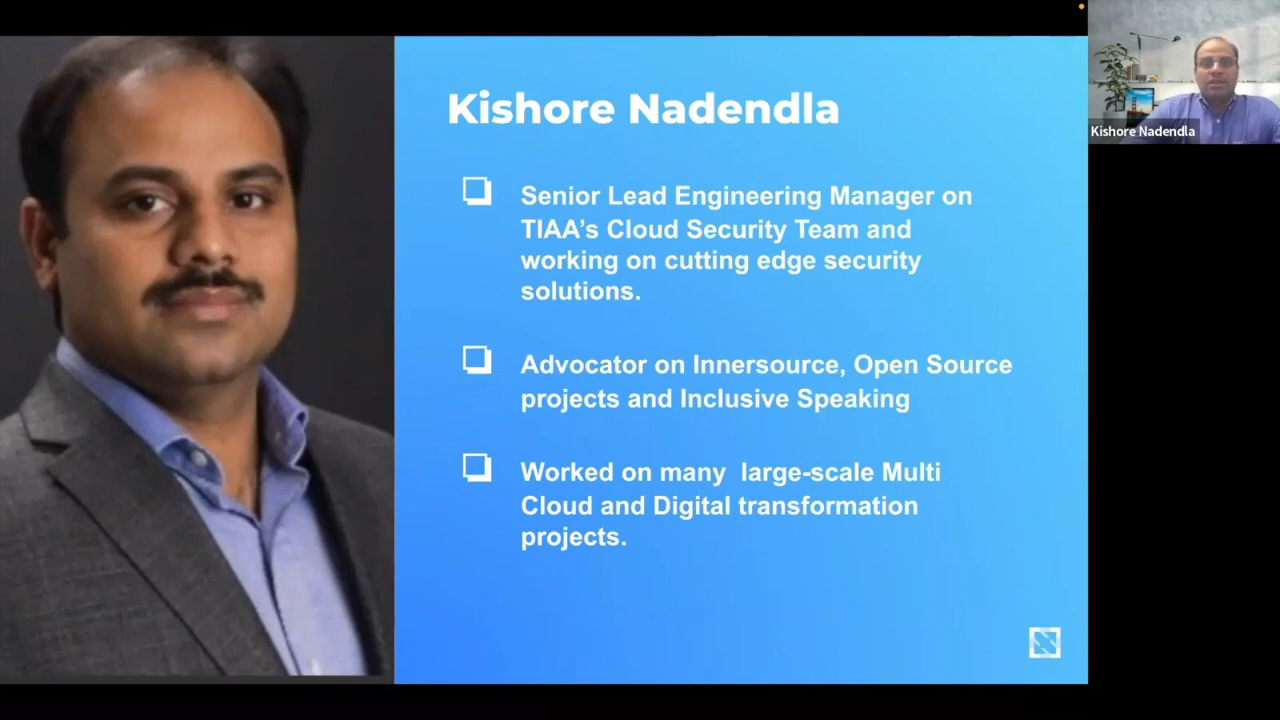 Kishore Nadendla
Senior Lead Engineering Manager on
TIAA’s Cloud Security Team and
working on cutting edge security
solutions.
Advocator on Innersource, Open Source
projects and Inclusive Speaking
Worked on many  large-scale Multi
Cloud and Digital transformation
projects.
Kishore Nadendla